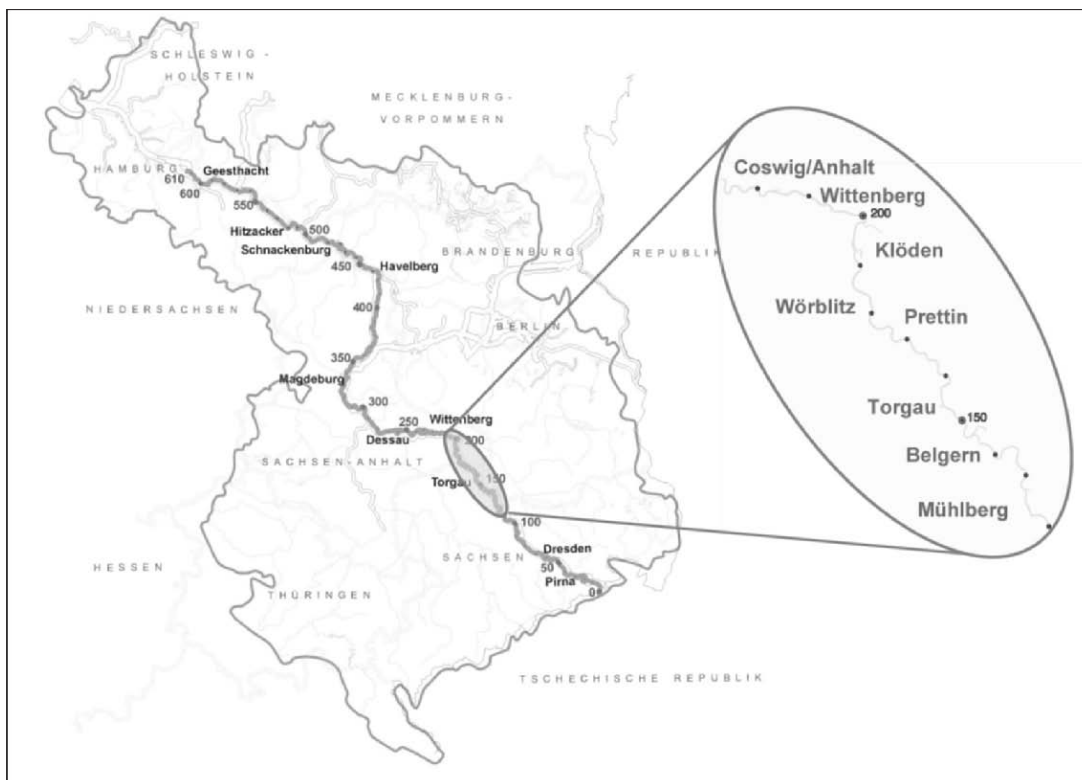 SCHLESWIG -
HOLSTEIN
MECKLENBURG-
VORPOMMERN
HAMBURG
610
600
Geesthacht
550
Hitzacker
500
Schnackenburg
450
Havelberg
BRANDENBURG
REPUBLIK
NIEDERSACHSEN
400
BERLIN
350
Magdeburg
300
250
Wittenberg
Dessau
200
SACHSEN-ANHALT
Torgau
150
100
SACHSEN
Dresden
50
Pirna
0
HESSEN
THÜRINGEN
TSCHECHISCHE REPUBLIK
Coswig/Anhalt
Wittenberg
200
Klöden
Wörblitz
Prettin
Torgau
150
Belgern
Mühlberg